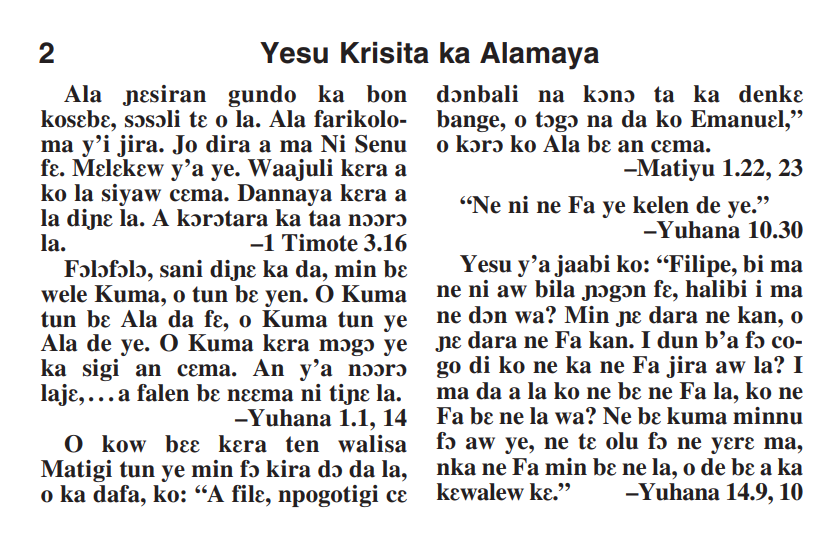 2
Yesu Krisita ka Alamaya
Ala ɲɛsiran gundo ka bon
kosɛbɛ, sɔsɔli tɛ o la. Ala farikolo-
ma y’i jira. Jo dira a ma Ni Senu
fɛ. Mɛlɛkɛw y’a ye. Waajuli kɛra a
ko la siyaw cɛma. Dannaya kɛra a
la diɲɛ la. A kɔrɔtara ka taa nɔɔrɔ
la. –1 Timote 3.16
Fɔlɔfɔlɔ, sani diɲɛ ka da, min bɛ
wele Kuma, o tun bɛ yen. O Kuma
tun bɛ Ala da fɛ, o Kuma tun ye
Ala de ye. O Kuma kɛra mɔgɔ ye
ka sigi an cɛma. An y’a nɔɔrɔ
lajɛ,...a falen bɛ nɛɛma ni tiɲɛ la.
–Yuhana 1.1, 14
O kow bɛɛ kɛra ten walisa
Matigi tun ye min fɔ kira dɔ da la,
o ka dafa, ko: “A filɛ, npogotigi cɛ
dɔnbali na kɔnɔ ta ka denkɛ
bange, o tɔgɔ na da ko Emanuɛl,”
o kɔrɔ ko Ala bɛ an cɛma.
–Matiyu 1.22, 23
“Ne ni ne Fa ye kelen de ye.”
–Yuhana 10.30
Yesu y’a jaabi ko: “Filipe, bi ma
ne ni aw bila ɲɔgɔn fɛ, halibi i ma
ne dɔn wa? Min ɲɛ dara ne kan, o
ɲɛ dara ne Fa kan. I dun b’a fɔ co-
go di ko ne ka ne Fa jira aw la? I
ma da a la ko ne bɛ ne Fa la, ko ne
Fa bɛ ne la wa? Ne bɛ kuma minnu
fɔ aw ye, ne tɛ olu fɔ ne yɛrɛ ma,
nka ne Fa min bɛ ne la, o de bɛ a ka
kɛwalew kɛ.” –Yuhana 14.9, 10